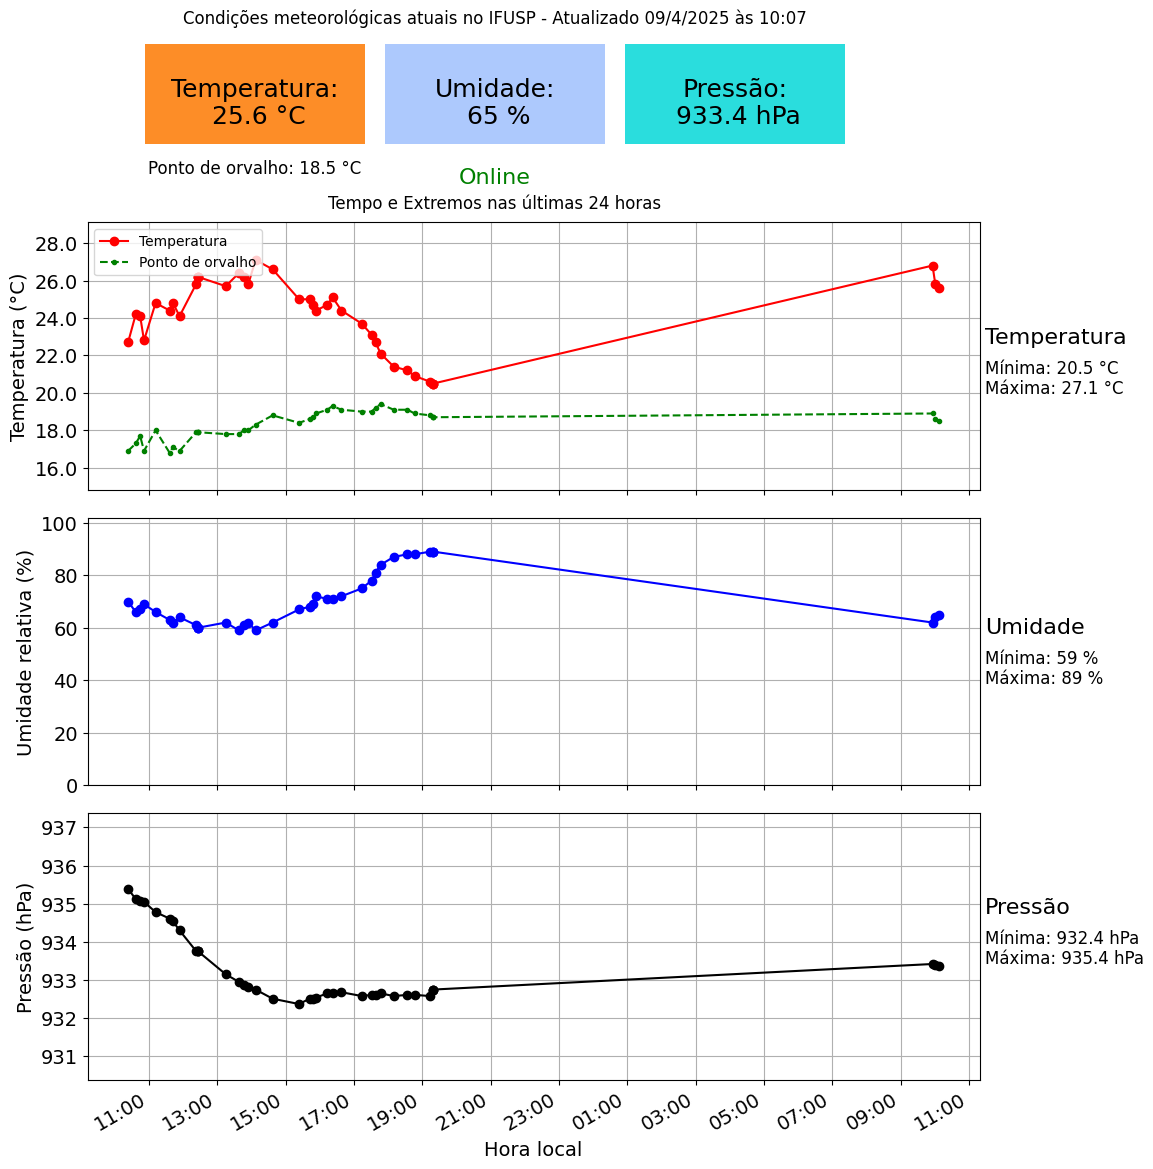 Condições meteorológicas atuais no IFUSP - Atualizado 09/4/2025 às 10:07
Temperatura:
25.6 °C
Umidade:
65 %
Pressão:
933.4 hPa
Ponto de orvalho: 18.5 °C
Online
Tempo e Extremos nas últimas 24 horas
Temperatura
Ponto de orvalho
Temperatura (°C)
28.0
26.0
24.0
22.0
20.0
18.0
16.0
Temperatura
Mínima: 20.5 °C
Máxima: 27.1 °C
Umidade relativa (%)
100
80
60
40
20
0
Umidade
Mínima: 59 %
Máxima: 89 %
Pressão (hPa)
937
936
935
934
933
932
931
Pressão
Mínima: 932.4 hPa
Máxima: 935.4 hPa
11:00 13:00 15:00 17:00 19:00 21:00 23:00 01:00 03:00 05:00 07:00 09:00 11:00
Hora local